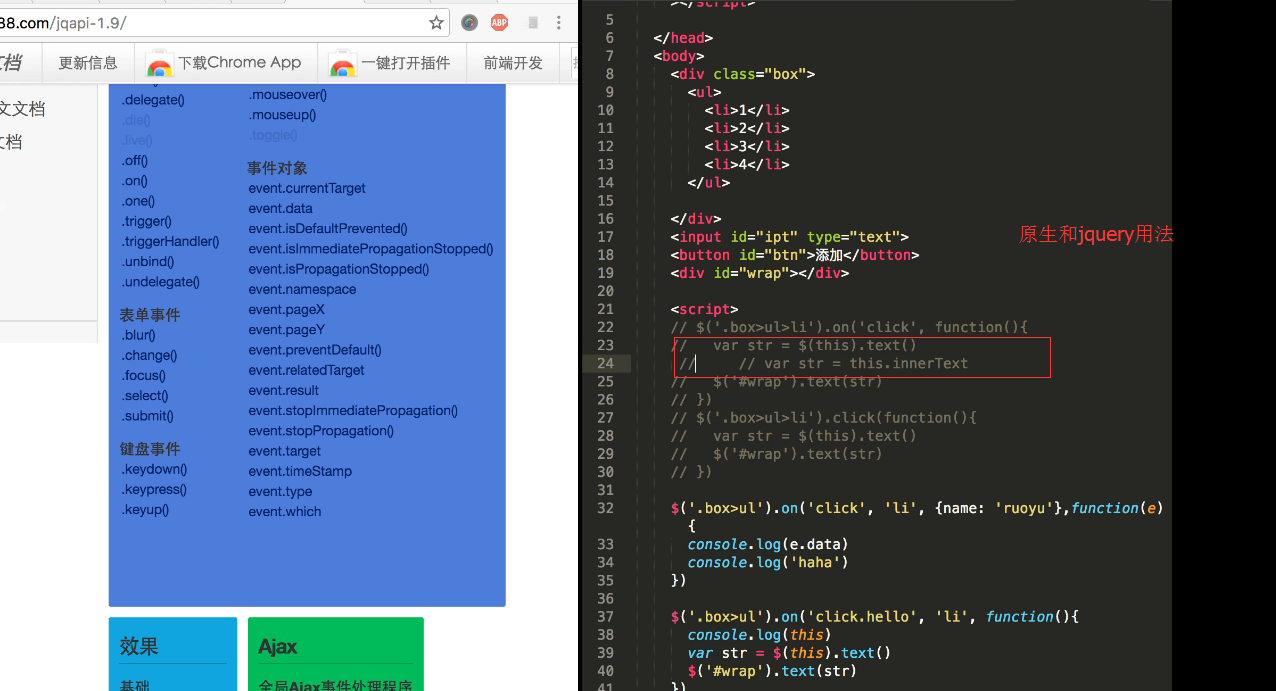 88.com/jqapi-1.9/
ABP
文档
更新信息
下载Chrome App
一键打开插件
前端开发
文文档
文档
.delegate()
.die()
.live()
.off()
.on()
.one()
.trigger()
.triggerHandler()
.unbind()
.undelegate()
表单事件
.blur()
.change()
.focus()
.select()
.submit()
键盘事件
.keydown()
.keypress()
.keyup()
.mouseover()
.mouseup()
.toggle()
事件对象
event.currentTarget
event.data
event.isDefaultPrevented()
event.isImmediatePropagationStopped()
event.isPropagationStopped()
event.namespace
event.pageX
event.pageY
event.preventDefault()
event.relatedTarget
event.result
event.stopImmediatePropagation()
event.stopPropagation()
event.target
event.timeStamp
event.type
event.which
效果
基础
Ajax
全局Ajax事件处理程序
></script>
5
6 </head>
7 <body>
8 <div class="box">
9 <ul>
10 <li>1</li>
11 <li>2</li>
12 <li>3</li>
13 <li>4</li>
14 </ul>
15
16 </div>
17 <input id="ipt" type="text">
18 <button id="btn">添加</button>
19 <div id="wrap"></div>
20
21 <script>
22 // $('.box>ul>li').on('click', function(){
23 // var str = $(this).text()
24 // // var str = this.innerText
25 // $('#wrap').text(str)
26 // })
27 // $('.box>ul>li').click(function(){
28 // var str = $(this).text()
29 // $('#wrap').text(str)
30 // })
31
32 $('.box>ul').on('click', 'li', {name: 'ruoyu'},function(e)
{
33 console.log(e.data)
34 console.log('haha')
35 })
36
37 $('.box>ul').on('click.hello', 'li', function(){
38 console.log(this)
39 var str = $(this).text()
40 $('#wrap').text(str)
41 })
原生和jquery用法